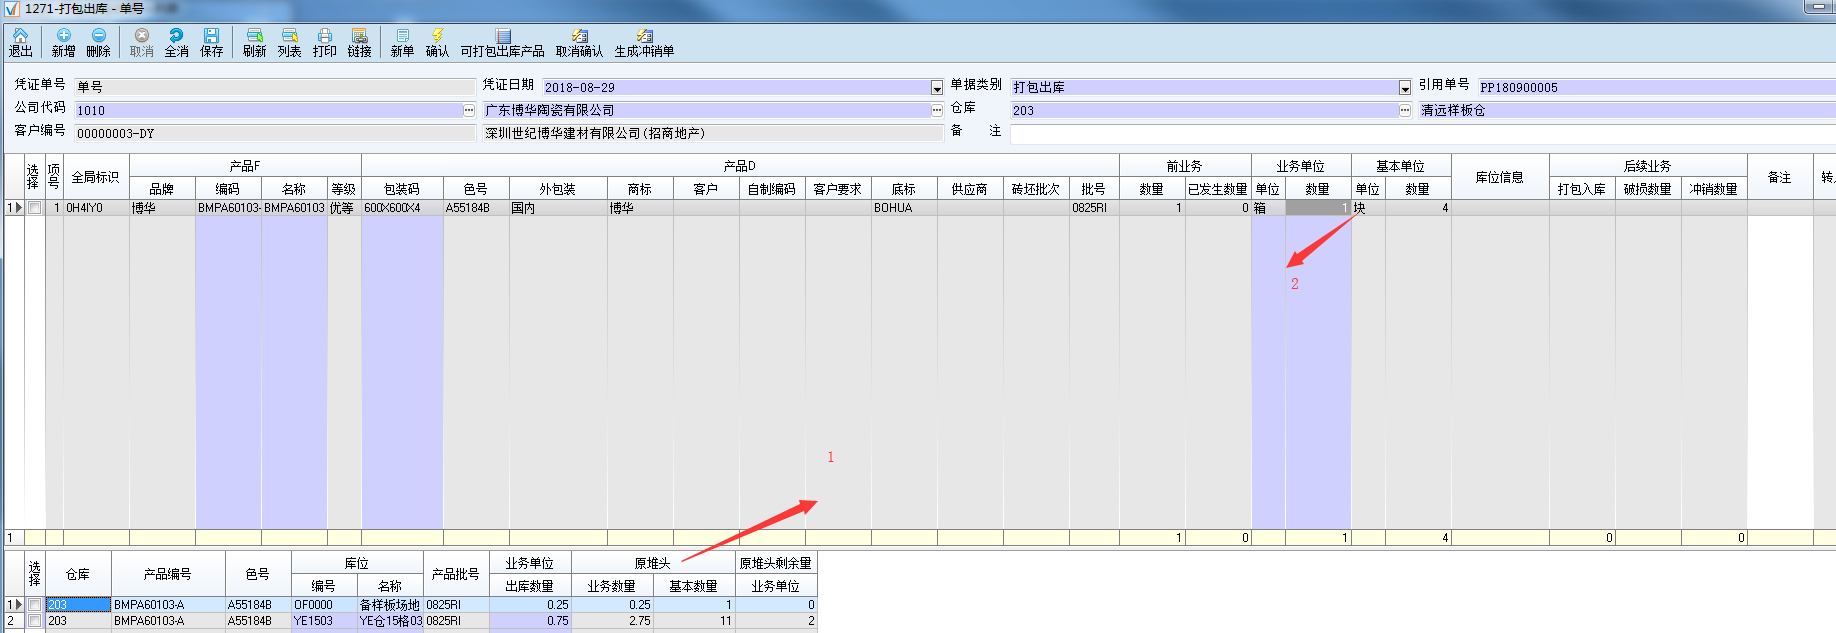 1271-打包出库 - 单号
退出 新增 删除 取消 全消 保存 刷新 列表 打印 链接 新单 确认 可打包出库产品 取消确认 生成冲销单
凭证单号 单号 凭证日期 2018-08-29 单据类别 打包出库 引用单号 PP180900005
公司代码 1010 广东博华陶瓷有限公司 仓库 203 清远样板仓
客户编号 00000003-DY 深圳世纪博华建材有限公司(招商地产) 备 注
选择 项号 全局标识 产品F 产品D 前业务 业务单位 基本单位 库位信息 后续业务 备注 转
品牌 编码 名称 等级 包装码 色号 外包装 商标 客户 自制编码 客户要求 底标 供应商 砖坯批次 批号 数量 已发生数量 单位 数量 单位 数量 打包入库 破损数量 冲销数量
1 1 0H4IY0 博华 BMPA60103- BMPA60103 优等 600X600X4 A55184B 国内 博华 BOHUA 0825RI 1 0 箱 1 块 4
2
1
1 1 0 1 4 0 0
选择 仓库 产品编号 色号 库位 产品批号 业务单位 原堆头 原堆头剩余量
编号 名称 出库数量 业务数量 基本数量 业务单位
1 203 BMPA60103-A A55184B OF0000 备样板场地 0825RI 0.25 0.25 1 0
2 203 BMPA60103-A A55184B YE1503 YE仓15格03 0825RI 0.75 2.75 11 2